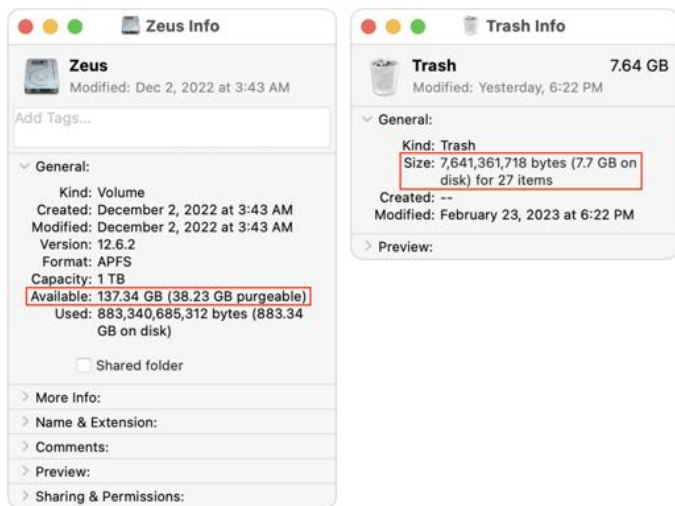 Zeus Info
Zeus
Modified: Dec 2, 2022 at 3:43 AM
Add Tags...
General:
Kind: Volume
Created: December 2, 2022 at 3:43 AM
Modified: December 2, 2022 at 3:43 AM
Version: 12.6.2
Format: APFS
Capacity: 1 TB
Available: 137.34 GB (38.23 GB purgeable)
Used: 883,340,685,312 bytes (883.34
GB on disk)
Shared folder
More Info:
Name & Extension:
Comments:
Preview:
Sharing & Permissions:
Trash Info
Trash 7.64 GB
Modified: Yesterday, 6:22 PM
General:
Kind: Trash
Size: 7,641,361,718 bytes (7.7 GB on
disk) for 27 items
Created: --
Modified: February 23, 2023 at 6:22 PM
Preview: